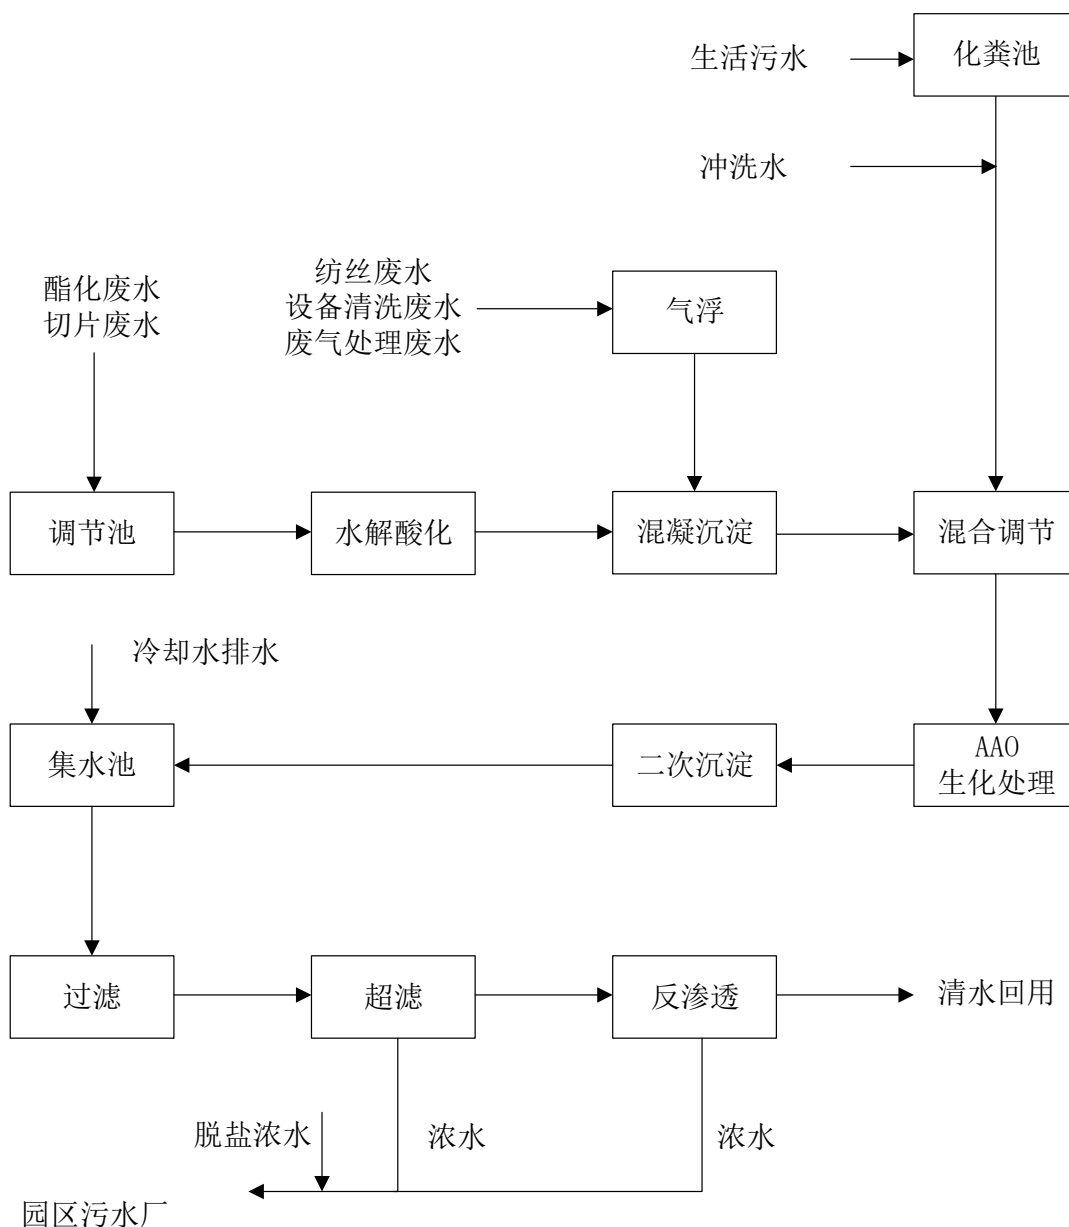 生活污水
化粪池
冲洗水
酯化废水
切片废水
纺丝废水
设备清洗废水
废气处理废水
气浮
调节池
水解酸化
混凝沉淀
混合调节
冷却水排水
集水池
二次沉淀
AAO
生化处理
过滤
超滤
反渗透
清水回用
脱盐浓水
浓水
浓水
园区污水厂